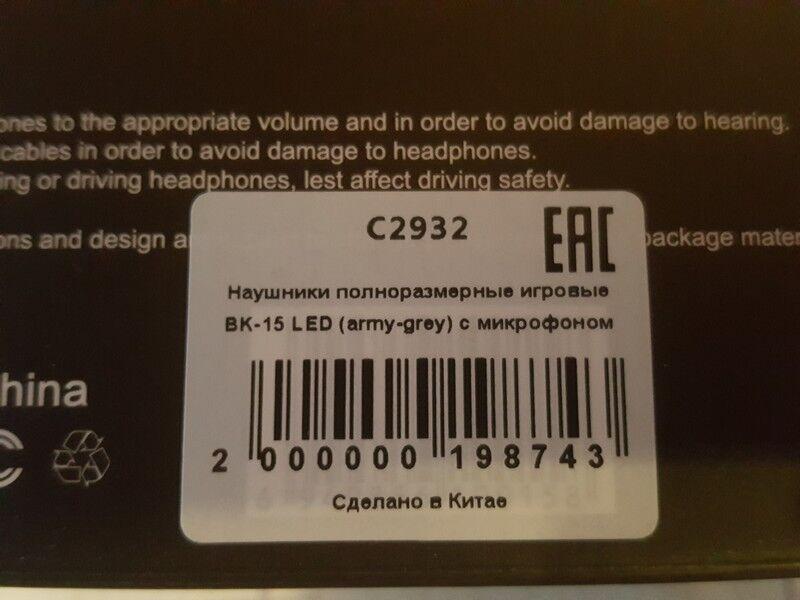 ones to the appropriate volume and in order to avoid damage to hearing.
cables in order to avoid damage to headphones.
ing or driving headphones, lest affect driving safety.
ons and design a
package mater
C2932
EAC
Наушники полноразмерные игровые
BK-15 LED (army-grey) с микрофоном
hina
2 000000 198743
Сделано в Китае